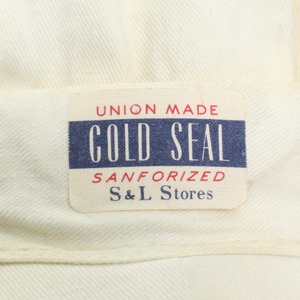 UNION MADE
GOLD SEAL
SANFORIZED
S & L Stores